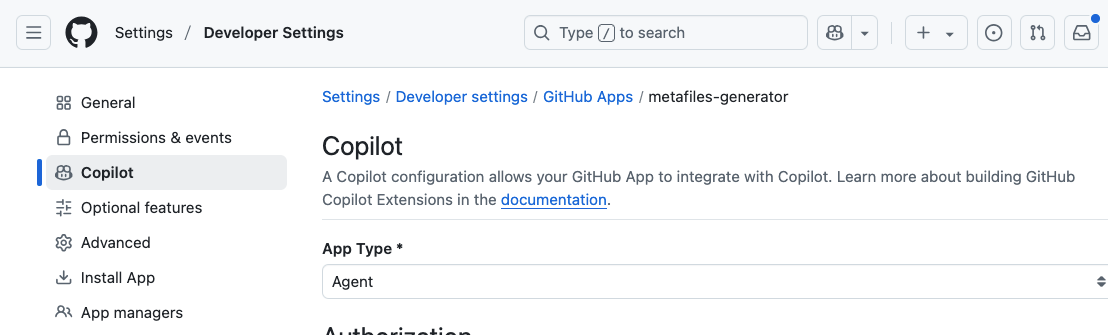 Settings / Developer Settings
Type / to search
General
Permissions & events
Copilot
Optional features
Advanced
Install App
App managers
Settings / Developer settings / GitHub Apps / metafiles-generator
Copilot
A Copilot configuration allows your GitHub App to integrate with Copilot. Learn more about building GitHub
Copilot Extensions in the documentation.
App Type *
Agent
Authorization